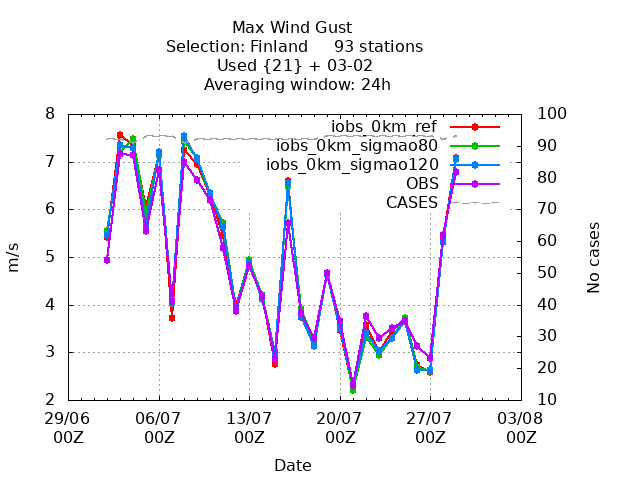 Max Wind Gust
Selection: Finland 93 stations
Used {21} + 03-02
Averaging window: 24h
iobs_0km_ref
iobs_0km_sigmao80
iobs_0km_sigmao120
OBS
CASES
m/s
8
7
6
5
4
3
2
No cases
100
90
80
70
60
50
40
30
20
10
29/06 06/07 13/07 20/07 27/07 03/08
00Z 00Z 00Z 00Z 00Z 00Z
Date